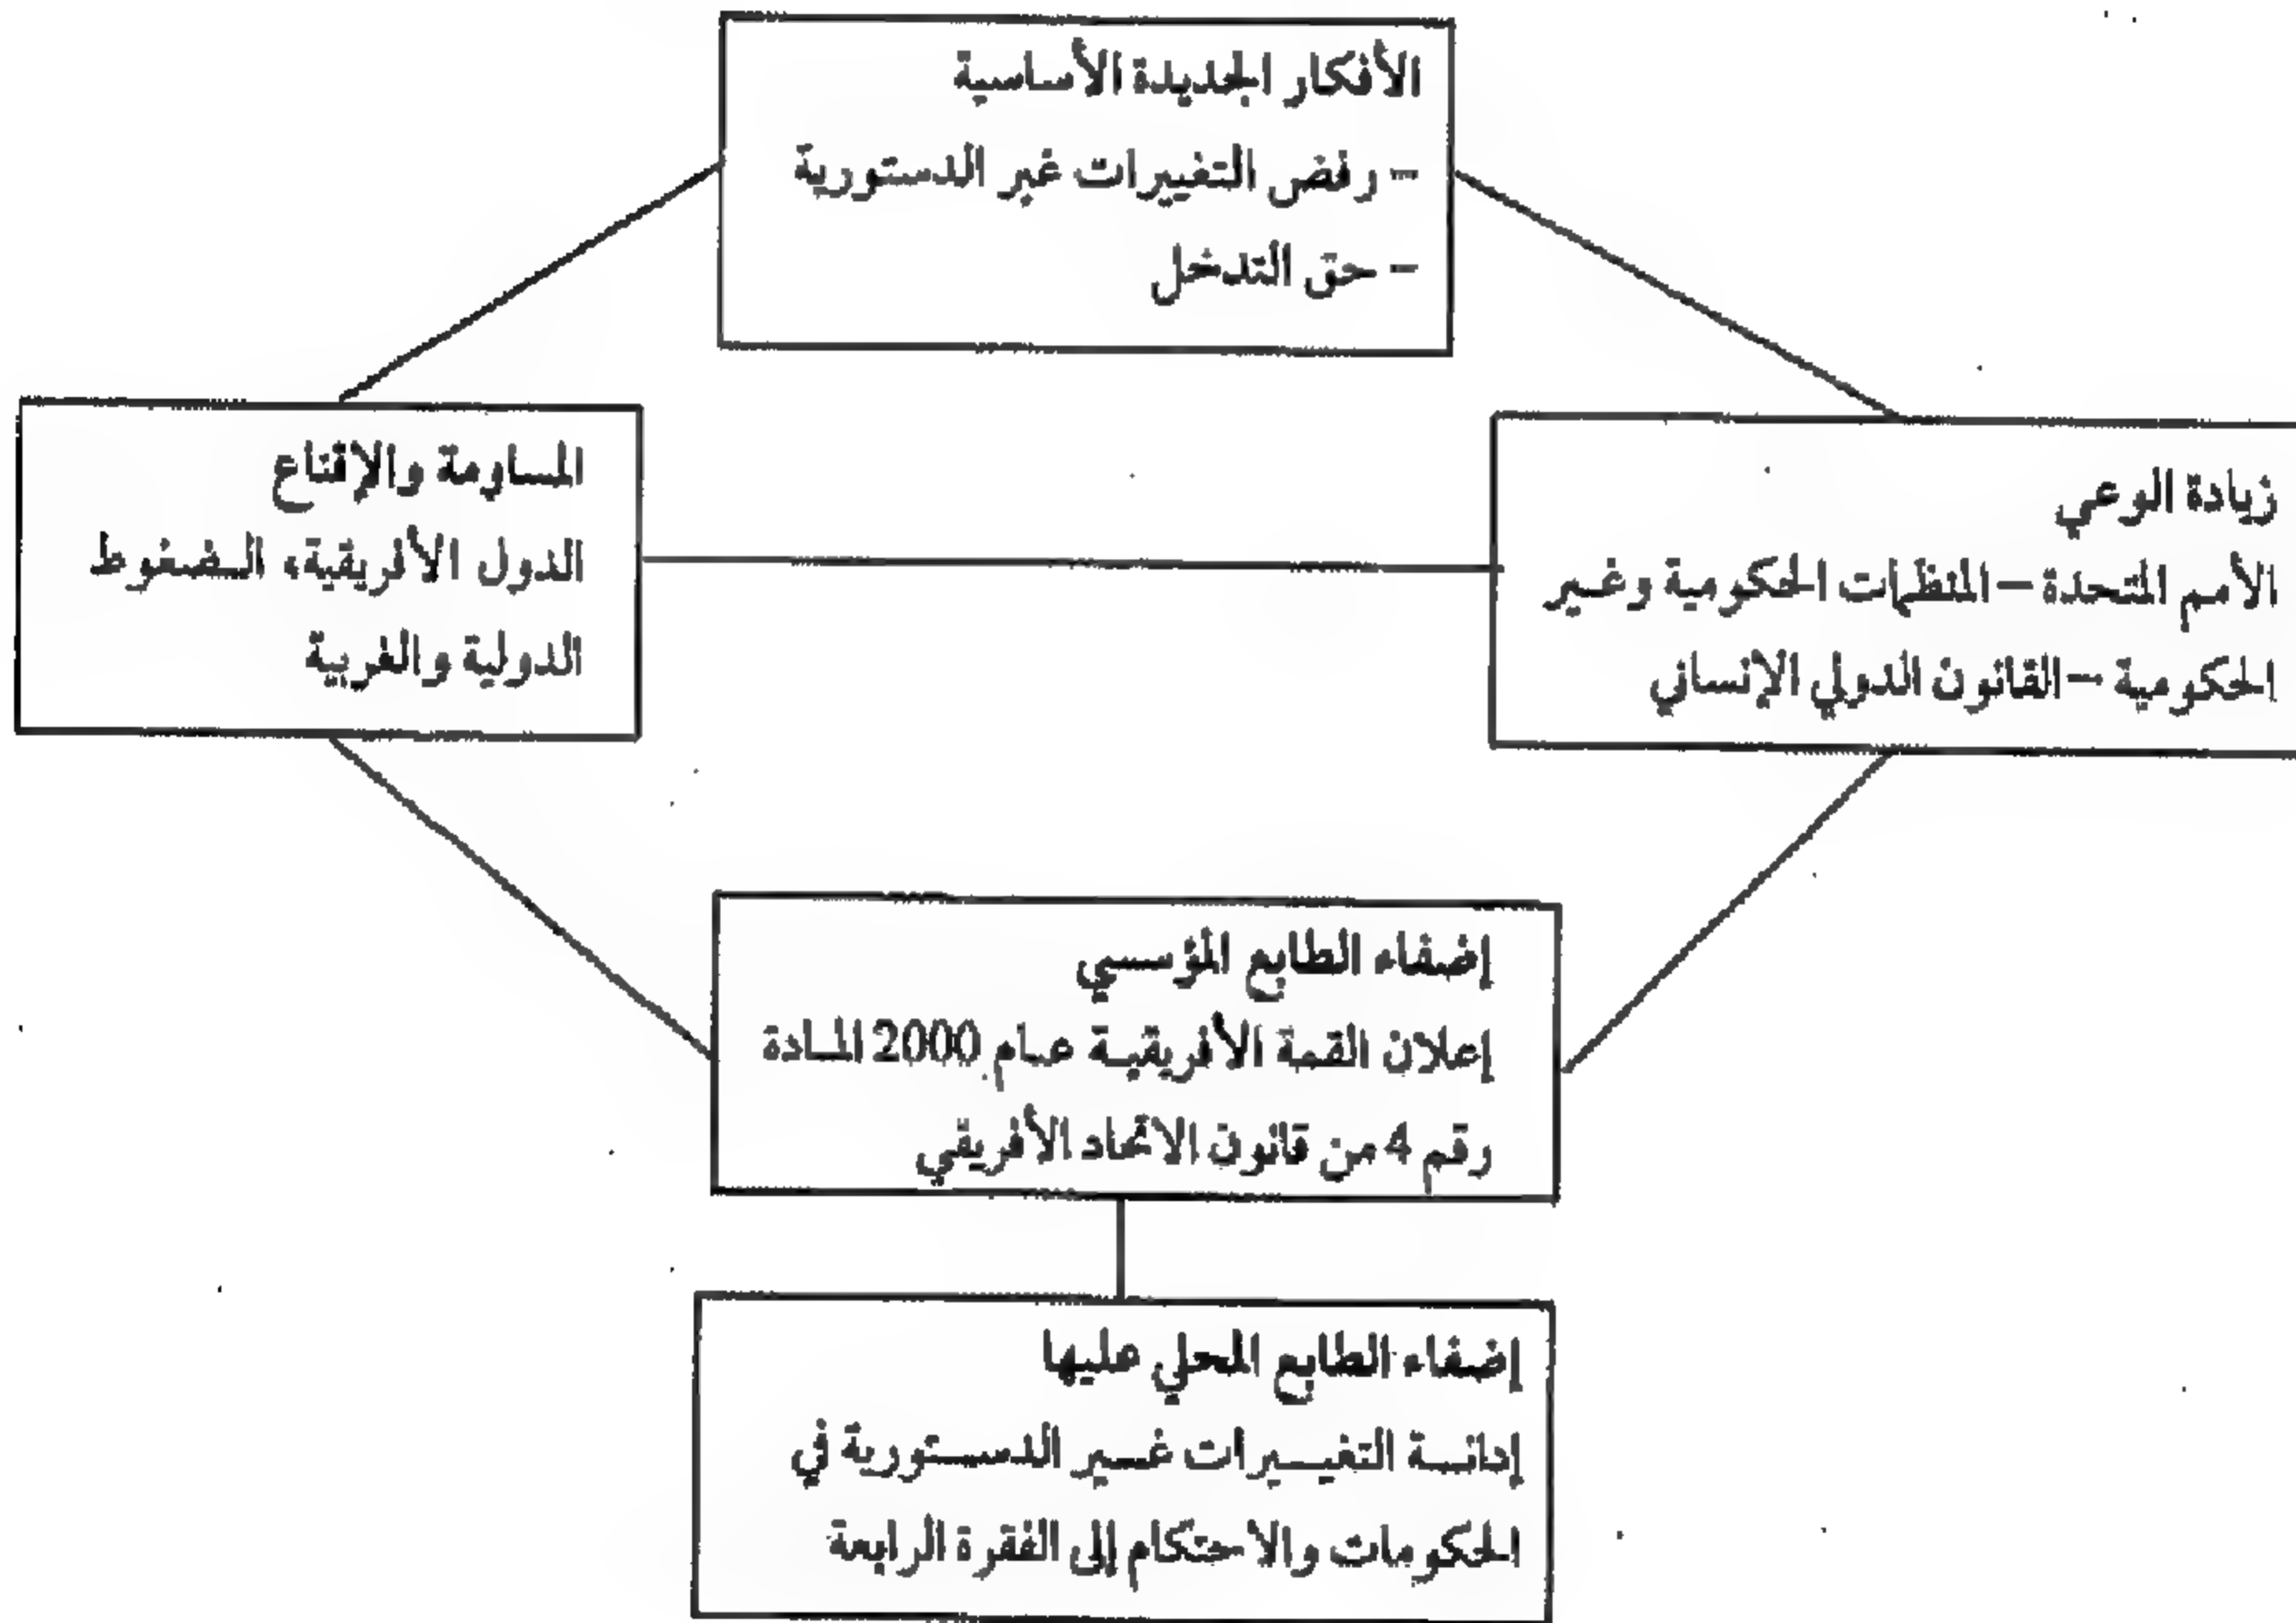 الأفكار الجديدة الأساسية
– رفض التغييرات غير الدستورية
– حق التدخل
زيادة الوعي
الأمم المتحدة – المنظمات الحكومية وغير
الحكومية – القانون الدولي الإنساني
المساومة والإقناع
الدول الأفريقية، الضغوط
الدولية والغربية
إضفاء الطابع المؤسسي
إعلان القمة الأفريقية عام 2000 المادة
رقم 4 من قانون الاتحاد الأفريقي
إضفاء الطابع المحلي عليها
إدانة التغييرات غير الدستورية في
الحكومات والاحتكام إلى الفقرة الرابعة